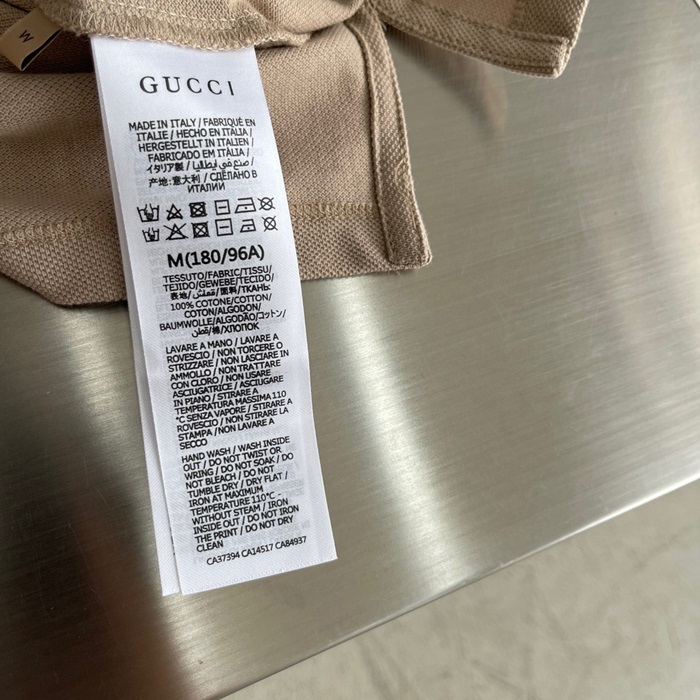 M
GUCCI
MADE IN ITALY / FABRIQUÉ EN
ITALIE / HECHO EN ITALIA /
HERGESTELLT IN ITALIEN /
FABRICADO EM ITÁLIA /
イタリア製 / صنع في ايطاليا /
产地:意大利 / СДЕЛАНО В
ИТАЛИИ
M(180/96A)
TESSUTO/FABRIC/TISSU/
TEJIDO/GEWEBE/TECIDO/
表地/قماش/面料/ТКАНЬ:
100% COTONE/COTTON/
COTON/ALGODON/
BAUMWOLLE/ALGODÃO/コットン/
قطن/棉/ХЛОПОК
LAVARE A MANO / LAVARE A
ROVESCIO / NON TORCERE O
STRIZZARE / NON LASCIARE IN
AMMOLLO / NON TRATTARE
CON CLORO / NON USARE
ASCIUGATRICE / ASCIUGARE
IN PIANO / STIRARE A
TEMPERATURA MASSIMA 110
°C SENZA VAPORE / STIRARE A
ROVESCIO / NON STIRARE LA
STAMPA / NON LAVARE A
SECCO
HAND WASH / WASH INSIDE
OUT / DO NOT TWIST OR
WRING / DO NOT SOAK / DO
NOT BLEACH / DO NOT
TUMBLE DRY / DRY FLAT /
IRON AT MAXIMUM
TEMPERATURE 110°C -
WITHOUT STEAM / IRON
INSIDE OUT / DO NOT IRON
THE PRINT / DO NOT DRY
CLEAN
CA37394 CA14517 CA84937